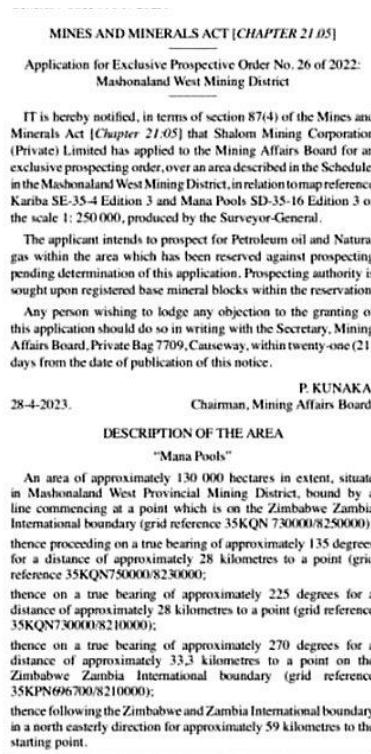 MINES AND MINERALS ACT [CHAPTER 21:05]
Application for Exclusive Prospective Order No. 26 of 2022:
Mashonaland West Mining District
IT is hereby notified, in terms of section 87(4) of the Mines an
Minerals Act [Chapter 21:05] that Shalom Mining Corporation
(Private) Limited has applied to the Mining Affairs Board for an
exclusive prospecting order, over an area described in the Schedule
in the Mashonaland West Mining District, in relation to map reference
Kariba SE-35-4 Edition 3 and Mana Pools SD-35-16 Edition 3 o
the scale 1: 250 000, produced by the Surveyor-General.
The applicant intends to prospect for Petroleum oil and Natura
gas within the area which has been reserved against prospecting
pending determination of this application. Prospecting authority i
sought upon registered base mineral blocks within the reservation
Any person wishing to lodge any objection to the granting o
this application should do so in writing with the Secretary, Mining
Affairs Board, Private Bag 7709, Causeway, within twenty-one (21
days from the date of publication of this notice.
P. KUNAKA
28-4-2023. Chairman, Mining Affairs Board
DESCRIPTION OF THE AREA
“Mana Pools”
An area of approximately 130 000 hectares in extent, situate
in Mashonaland West Provincial Mining District, bound by a
line commencing at a point which is on the Zimbabwe Zambia
International boundary (grid reference 35KQN 730000/8250000)
thence proceeding on a true bearing of approximately 135 degree
for a distance of approximately 28 kilometres to a point (grid
reference 35KQN750000/8230000;
thence on a true bearing of approximately 225 degrees for a
distance of approximately 28 kilometres to a point (grid reference
35KQN730000/8210000);
thence on a true bearing of approximately 270 degrees for a
distance of approximately 33,3 kilometres to a point on the
Zimbabwe Zambia International boundary (grid reference
35KPN696700/8210000);
thence following the Zimbabwe and Zambia International boundary
in a north easterly direction for approximately 59 kilometres to the
starting point.